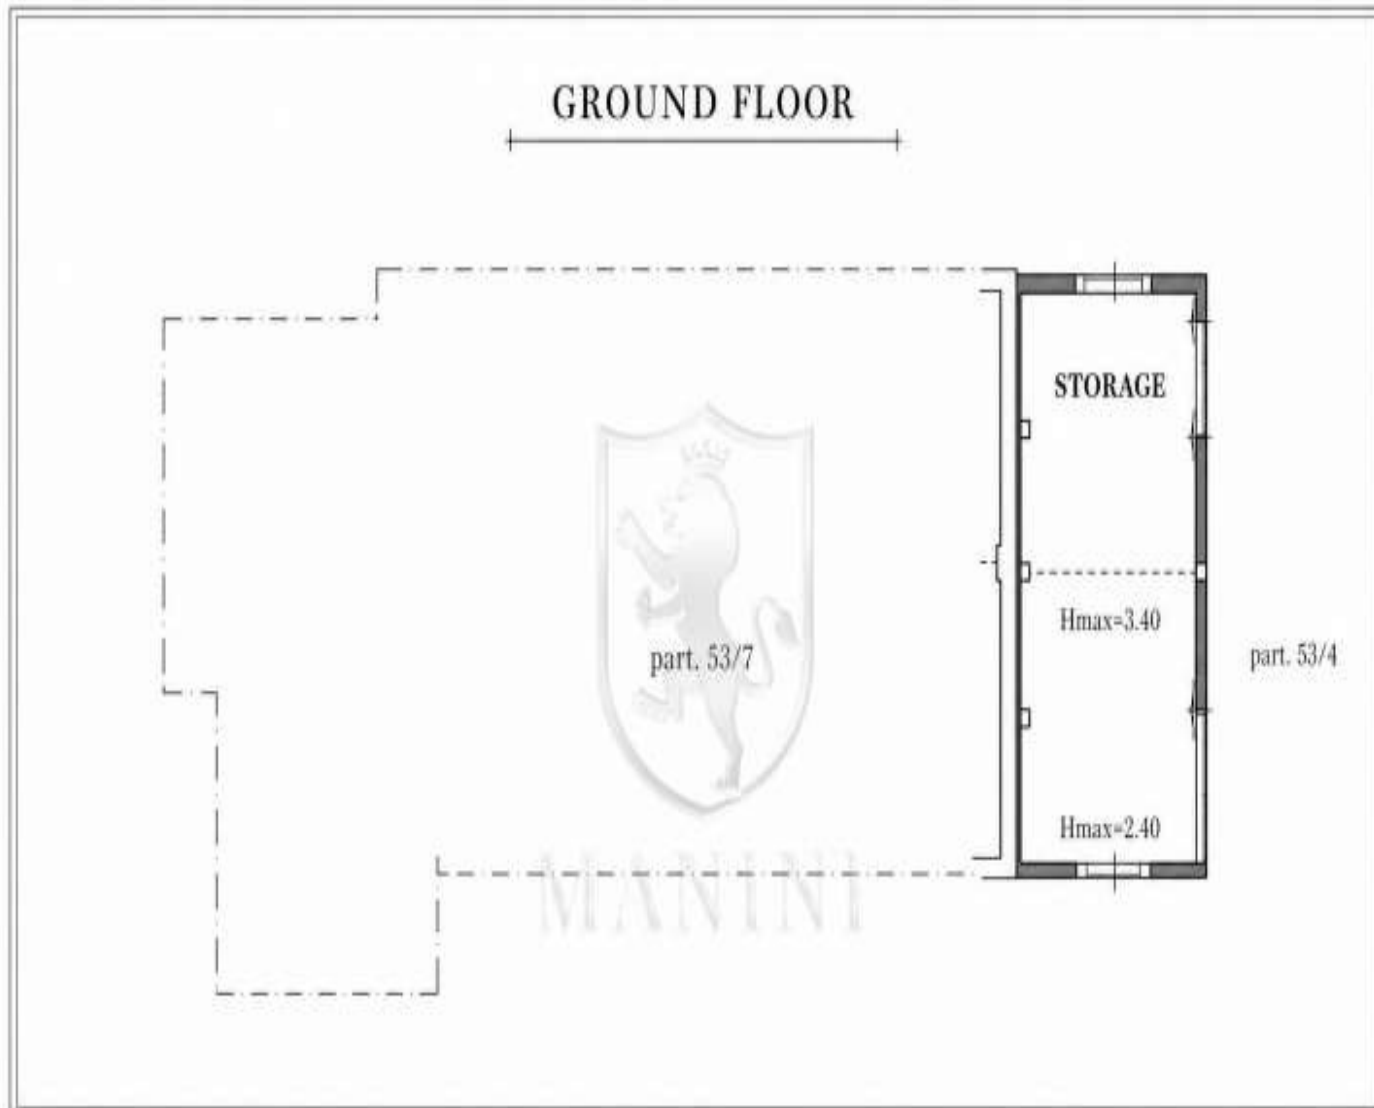 GROUND FLOOR
STORAGE
Hmax=3.40
part. 53/7
part. 53/4
Hmax=2.40
MANINI